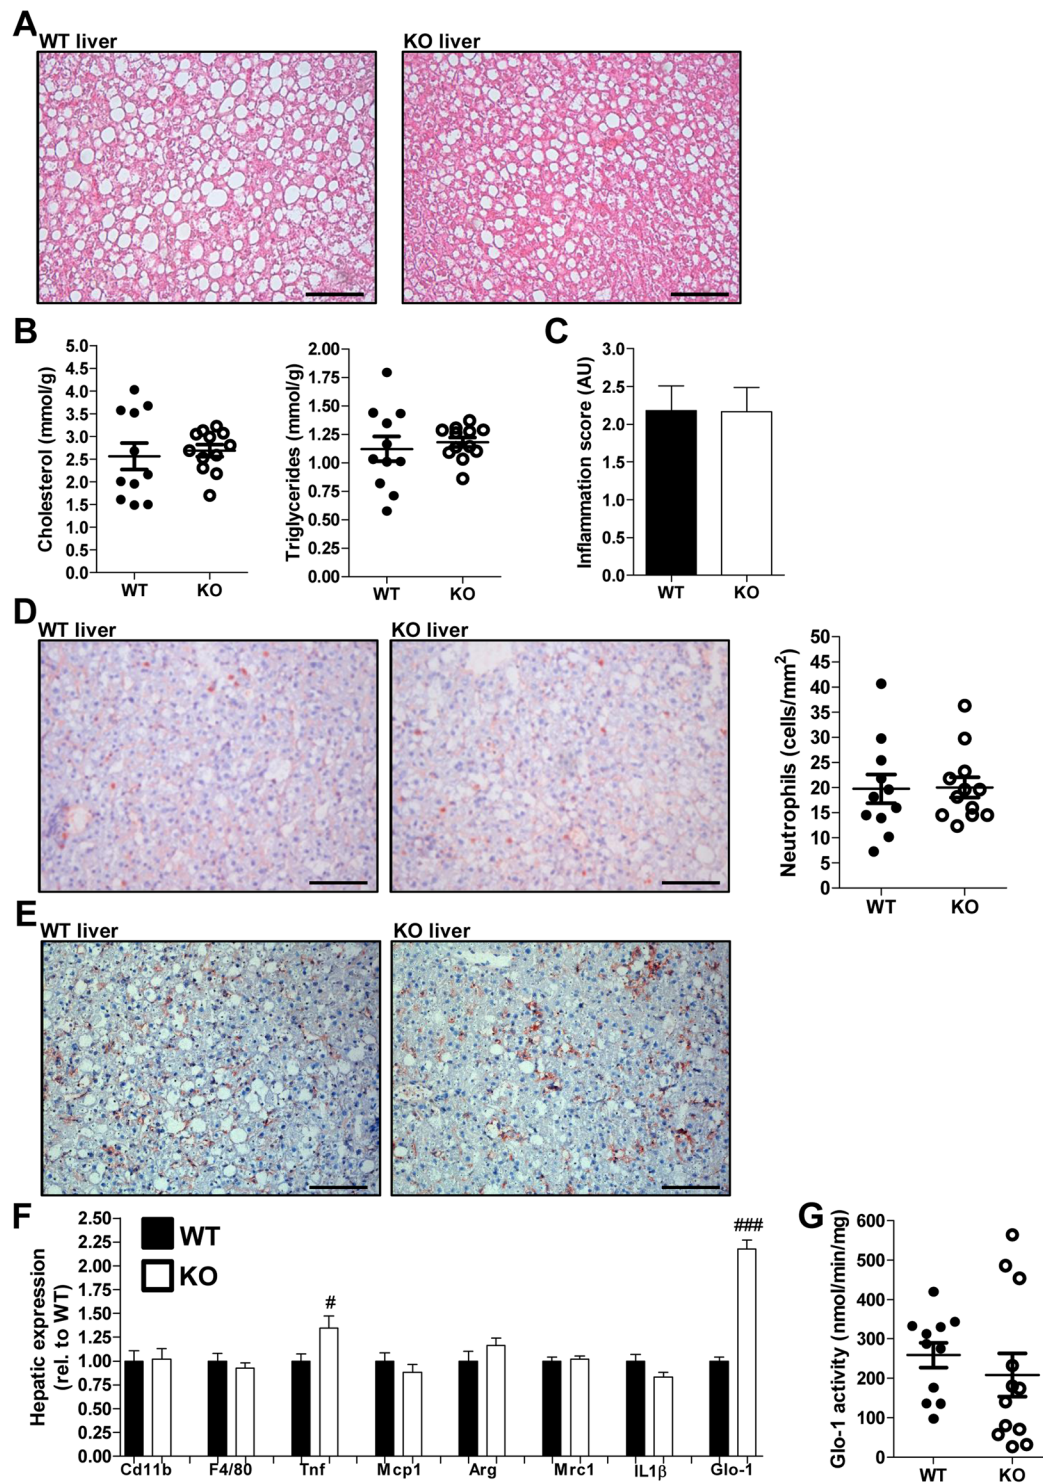 A
WT liver
KO liver
B
Cholesterol (mmol/g)
5.0
4.5
4.0
3.5
3.0
2.5
2.0
1.5
1.0
0.5
0.0
WT
KO
Triglycerides (mmol/g)
2.00
1.75
1.50
1.25
1.00
0.75
0.50
0.25
0.00
WT
KO
C
Inflammation score (AU)
3.0
2.5
2.0
1.5
1.0
0.5
0.0
WT
KO
D
WT liver
KO liver
Neutrophils (cells/mm²)
50
45
40
35
30
25
20
15
10
5
0
WT
KO
E
WT liver
KO liver
F
Hepatic expression
(rel. to WT)
2.50
2.25
2.00
1.75
1.50
1.25
1.00
0.75
0.50
0.25
0.00
WT
KO
#
###
Cd11b
F4/80
Tnf
Mcp1
Arg
Mrc1
IL1β
Glo-1
G
Glo-1 activity (nmol/min/mg)
600
500
400
300
200
100
0
WT
KO